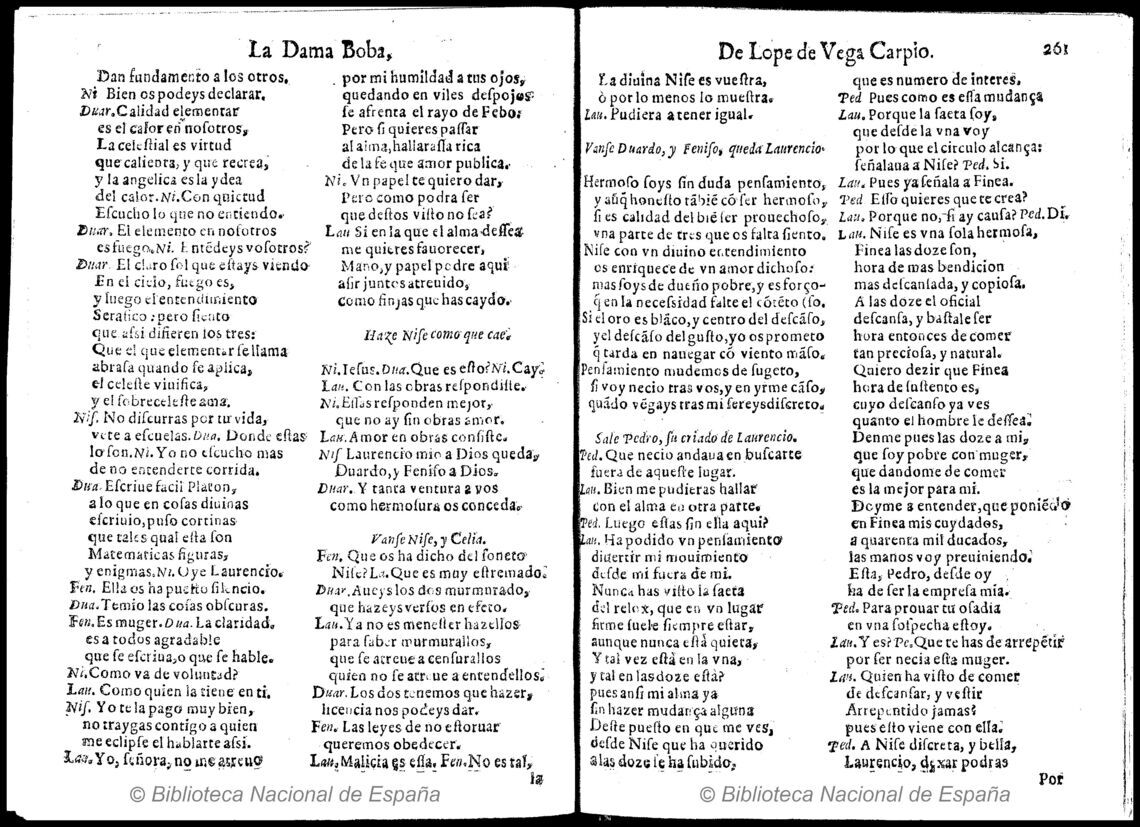 La Dama Boba,
Dan fundamento a los otros.
Ni Bien os podeys declarar.
Duar. Calidad elementar
es el calor en nosotros,
La celestial es virtud
que calienta, y que recrea,
y la angelica es la ydea
del calor. Ni. Con quietud
Escucho lo que no entiendo.
Duar. El elemento en nosotros
es fuego. Ni. Entēdeys vosotros?
Duar. El claro sol que estays viendo
En el cielo, fuego es,
y fuego el entendimiento
Serafico: pero siento
que assi difieren los tres:
Que el que elementar se llama
abrasa quando se aplica,
el celeste viuifica,
y el sobreceleste ama.
Nis. No discurras por tu vida,
vete a escuelas. Dua. Donde estas
lo son. Ni. Yo no escucho mas
de no entenderte corrida.
Dua. Escriue facil Platon,
a lo que en cosas diuinas
escriuio, puso cortinas
que tales qual esta son
Matematicas figuras,
y enigmas. Ni. Oye Laurencio.
Fen. Ella os ha puesto silencio.
Dua. Temio las cosas obscuras.
Fen. Es muger. Dua. La claridad,
es a todos agradable
que se escriua, o que se hable.
Ni. Como va de voluntad?
Lau. Como quien la tiene en ti.
Nis. Yo te la pago muy bien,
no traygas contigo a quien
me eclipse el hablarte assi.
Lau. Yo, señora, no me atreuo
por mi humildad a tus ojos,
quedando en viles despojos
se afrenta el rayo de Febo:
Pero si quieres passar
al alma, hallarasla rica
de la fe que amor publica.
Ni. Vn papel te quiero dar,
Pero como podra ser
que destos visto no sea?
Lau Si en la que el alma dessea
me quieres fauorecer,
Mano, y papel podre aqui
asir juntos atreuido,
como finjas que has caydo.
Haze Nise como que cae.
Ni. Iesus. Dua. Que es esto? Ni. Cay?
Lau. Con las obras respondiste.
Ni. Essas responden mejor,
que no ay sin obras amor.
Lau. Amor en obras consiste.
Nis Laurencio mio a Dios queda,
Duardo, y Feniso a Dios.
Duar. Y tanta ventura a vos
como hermosura os conceda.
Vanse Nise, y Celia.
Fen. Que os ha dicho del soneto
Nise? La. Que es muy estremado.
Duar. Aueys los dos murmurado,
que hazeys versos en efeto.
Lau. Ya no es menester hazellos
para saber murmurallos,
que se atreue a censurallos
quien no se atreue a entendellos.
Duar. Los dos tenemos que hazer,
licencia nos podeys dar.
Fen. Las leyes de no estoruar
queremos obedecer.
Lau. Malicia es essa. Fen. No es tal,
la
De Lope de Vega Carpio. 261
La diuina Nise es vuestra,
ò por lo menos lo muestra.
Lau. Pudiera a tener igual.
Vanse Duardo, y Feniso, queda Laurencio.
Hermoso soys sin duda pensamiento,
y aūq̄ honesto tābiē cō ser hermoso,
si es calidad del biē ser prouechoso,
vna parte de tres que os falta siento.
Nise con vn diuino entendimiento
os enriquece de vn amor dichoso:
mas soys de dueño pobre, y es forço-
q̄ en la necessidad falte el cōtēto (so.
Si el oro es blāco, y centro del descāso,
y el descāso del gusto, yo os prometo
q̄ tarda en nauegar cō viento māso.
Pensamiento mudemos de sugeto,
si voy necio tras vos, y en yrme cāso,
quādo vēgays tras mi sereys discreto.
Sale Pedro, su criado de Laurencio.
Ped. Que necio andaua en buscarte
fuera de aqueste lugar.
Lau. Bien me pudieras hallar
con el alma en otra parte.
Ped. Luego estas sin ella aqui?
Lau. Ha podido vn pensamiento
diuertir mi mouimiento
desde mi fuera de mi.
Nunca has visto la saeta
del relox, que en vn lugar
firme suele siempre estar,
aunque nunca està quieta,
Y tal vez està en la vna,
y tal en las doze està?
pues ansi mi alma ya
sin hazer mudança alguna
Deste puesto en que me ves,
desde Nise que ha querido
a las doze se ha subido,
que es numero de interes,
Ped Pues como es essa mudança
Lau. Porque la saeta soy,
que desde la vna voy
por lo que el circulo alcança:
señalaua a Nise? Ped. Si.
Lau. Pues ya señala a Finea.
Ped Esso quieres que te crea?
Lau. Porque no, si ay causa? Ped. Di.
Lau. Nise es vna sola hermosa,
Finea las doze son,
hora de mas bendicion
mas descansada, y copiosa.
A las doze el oficial
descansa, y bastale ser
hora entonces de comer
tan preciosa, y natural.
Quiero dezir que Finea
hora de sustento es,
cuyo descanso ya ves
quanto el hombre le dessea.
Denme pues las doze a mi,
que soy pobre con muger,
que dandome de comer
es la mejor para mi.
Doyme a entender, que poniēdo
en Finea mis cuydados,
a quarenta mil ducados,
las manos voy preuiniendo.
Esta, Pedro, desde oy
ha de ser la empresa mia.
Ped. Para prouar tu osadia
en vna sospecha estoy.
Lau. Y es? Pe. Que te has de arrepētir
por ser necia esta muger.
Lau. Quien ha visto de comer
de descansar, y vestir
Arrepentido jamas?
pues esto viene con ella.
Ped. A Nise discreta, y bella,
Laurencio, dexar podras
Por
© Biblioteca Nacional de España
© Biblioteca Nacional de España